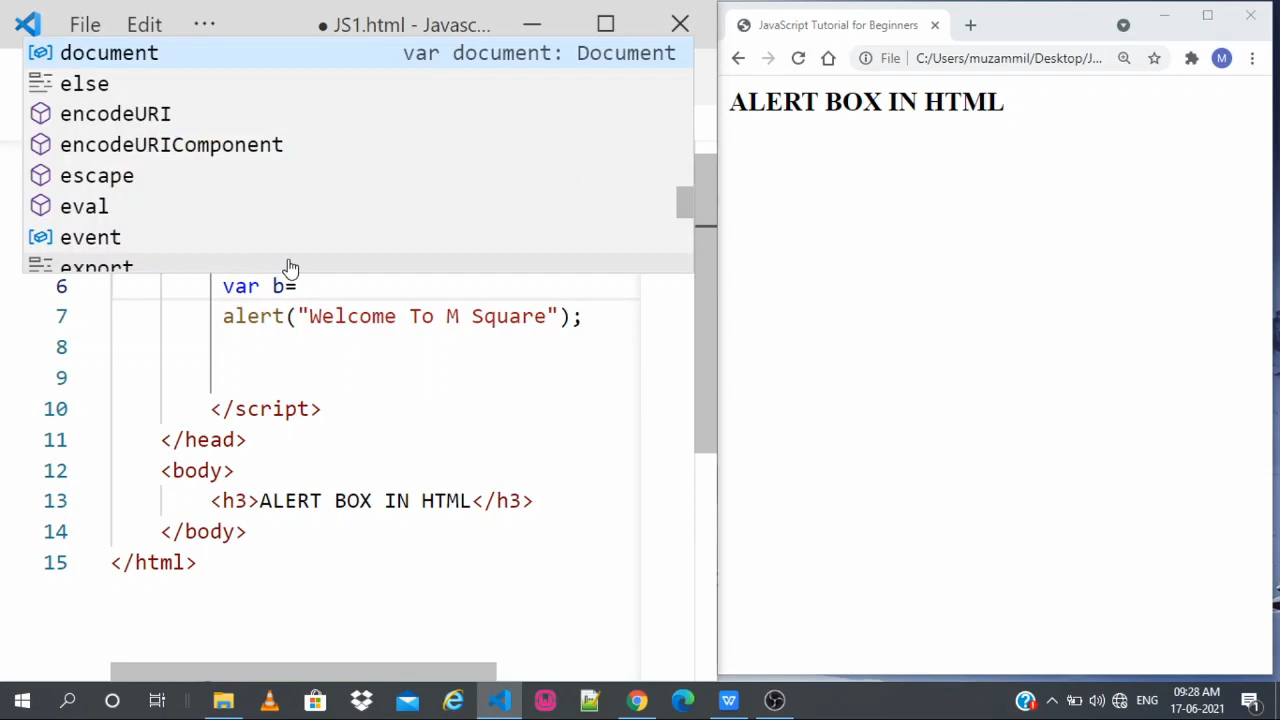 File Edit ··· ● JS1.html - Javasc...
document var document: Document
else
encodeURI
encodeURIComponent
escape
eval
event
export
6 var b=
7 alert("Welcome To M Square");
8
9
10 </script>
11 </head>
12 <body>
13 <h3>ALERT BOX IN HTML</h3>
14 </body>
15 </html>
JavaScript Tutorial for Beginners
File C:/Users/muzammil/Desktop/J... M
ALERT BOX IN HTML
ENG
09:28 AM
17-06-2021